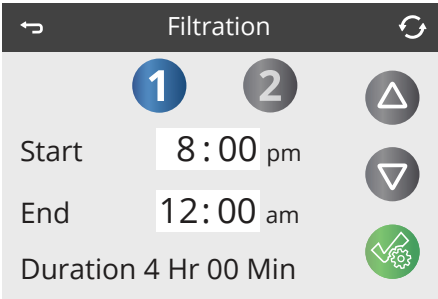 Filtration
1 2
Start 8:00 pm
End 12:00 am
Duration 4 Hr 00 Min